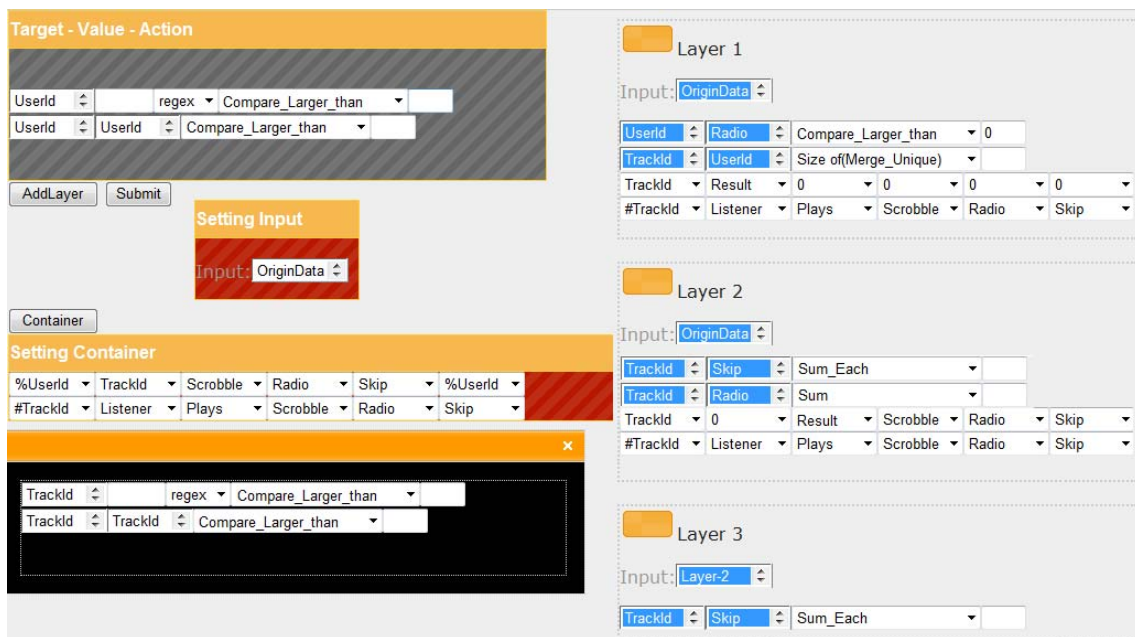 Target - Value - Action
UserId regex Compare_Larger_than
UserId UserId Compare_Larger_than
AddLayer Submit
Setting Input
Input: OriginData
Container
Setting Container
%UserId TrackId Scrobble Radio Skip %UserId
#TrackId Listener Plays Scrobble Radio Skip
×
TrackId regex Compare_Larger_than
TrackId TrackId Compare_Larger_than
Layer 1
Input: OriginData
UserId Radio Compare_Larger_than 0
TrackId UserId Size of(Merge_Unique)
TrackId Result 0 0 0 0
#TrackId Listener Plays Scrobble Radio Skip
Layer 2
Input: OriginData
TrackId Skip Sum_Each
TrackId Radio Sum
TrackId 0 Result Scrobble Radio Skip
#TrackId Listener Plays Scrobble Radio Skip
Layer 3
Input: Layer-2
TrackId Skip Sum_Each